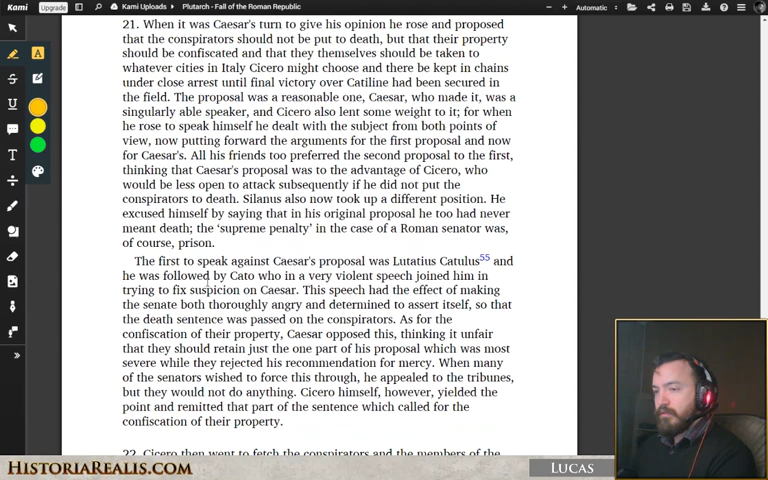 Kami
Upgrade
Kami Uploads
Plutarch - Fall of the Roman Republic
Automatic
21. When it was Caesar's turn to give his opinion he rose and proposed
that the conspirators should not be put to death, but that their property
should be confiscated and that they themselves should be taken to
whatever cities in Italy Cicero might choose and there be kept in chains
under close arrest until final victory over Catiline had been secured in
the field. The proposal was a reasonable one, Caesar, who made it, was a
singularly able speaker, and Cicero also lent some weight to it; for when
he rose to speak himself he dealt with the subject from both points of
view, now putting forward the arguments for the first proposal and now
for Caesar's. All his friends too preferred the second proposal to the first,
thinking that Caesar's proposal was to the advantage of Cicero, who
would be less open to attack subsequently if he did not put the
conspirators to death. Silanus also now took up a different position. He
excused himself by saying that in his original proposal he too had never
meant death; the ‘supreme penalty’ in the case of a Roman senator was,
of course, prison.
The first to speak against Caesar's proposal was Lutatius Catulus55 and
he was followed by Cato who in a very violent speech joined him in
trying to fix suspicion on Caesar. This speech had the effect of making
the senate both thoroughly angry and determined to assert itself, so that
the death sentence was passed on the conspirators. As for the
confiscation of their property, Caesar opposed this, thinking it unfair
that they should retain just the one part of his proposal which was most
severe while they rejected his recommendation for mercy. When many
of the senators wished to force this through, he appealed to the tribunes,
but they would not do anything. Cicero himself, however, yielded the
point and remitted that part of the sentence which called for the
confiscation of their property.
22. Cicero then went to fetch the conspirators and the members of the
HISTORIAREALIS.COM
LUCAS